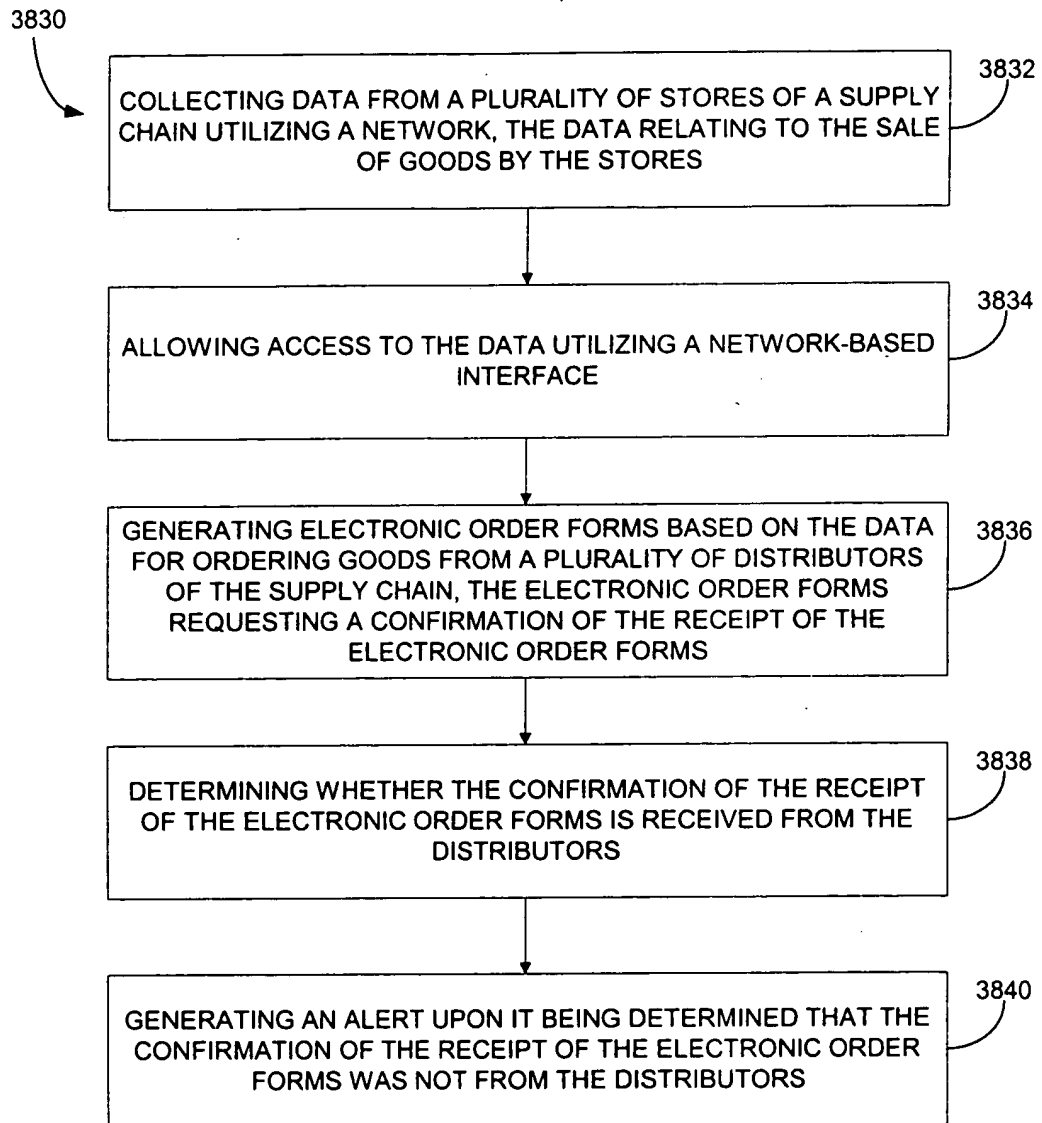 3830
3832
COLLECTING DATA FROM A PLURALITY OF STORES OF A SUPPLY
CHAIN UTILIZING A NETWORK, THE DATA RELATING TO THE SALE
OF GOODS BY THE STORES
3834
ALLOWING ACCESS TO THE DATA UTILIZING A NETWORK-BASED
INTERFACE
3836
GENERATING ELECTRONIC ORDER FORMS BASED ON THE DATA
FOR ORDERING GOODS FROM A PLURALITY OF DISTRIBUTORS
OF THE SUPPLY CHAIN, THE ELECTRONIC ORDER FORMS
REQUESTING A CONFIRMATION OF THE RECEIPT OF THE
ELECTRONIC ORDER FORMS
3838
DETERMINING WHETHER THE CONFIRMATION OF THE RECEIPT
OF THE ELECTRONIC ORDER FORMS IS RECEIVED FROM THE
DISTRIBUTORS
3840
GENERATING AN ALERT UPON IT BEING DETERMINED THAT THE
CONFIRMATION OF THE RECEIPT OF THE ELECTRONIC ORDER
FORMS WAS NOT FROM THE DISTRIBUTORS